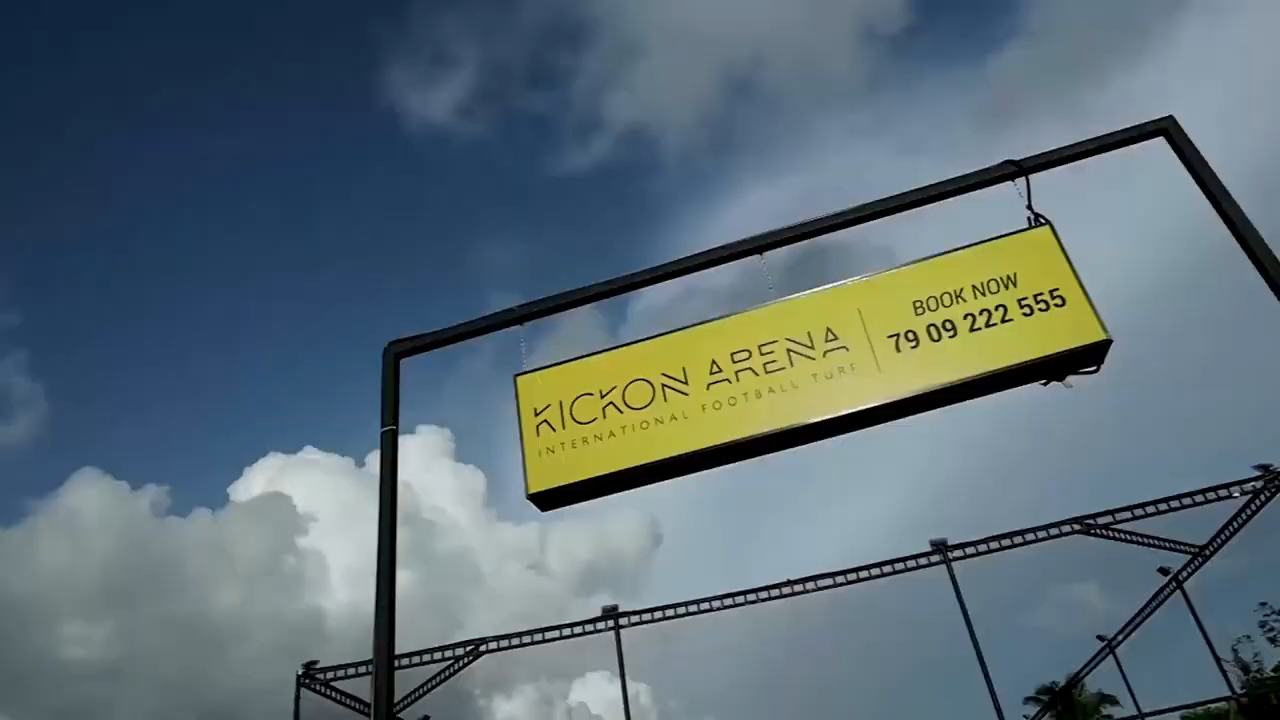 KICKON ARENA
INTERNATIONAL FOOTBALL TURF
BOOK NOW
79 09 222 555